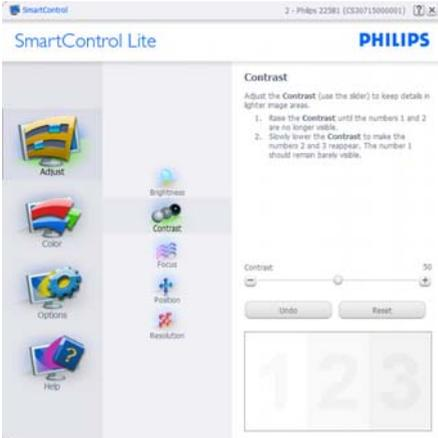 SmartControl
2 - Philips 225B1 (CS30715000001)
SmartControl Lite
PHILIPS
Adjust
Color
Options
Help
Brightness
Contrast
Focus
Position
Resolution
Contrast
Adjust the Contrast (use the slider) to keep details in
lighter image areas.
1. Raise the Contrast until the numbers 1 and 2
are no longer visible.
2. Slowly lower the Contrast to make the
numbers 2 and 3 reappear. The number 1
should remain barely visible.
Contrast 50
Undo Reset
1 2 3